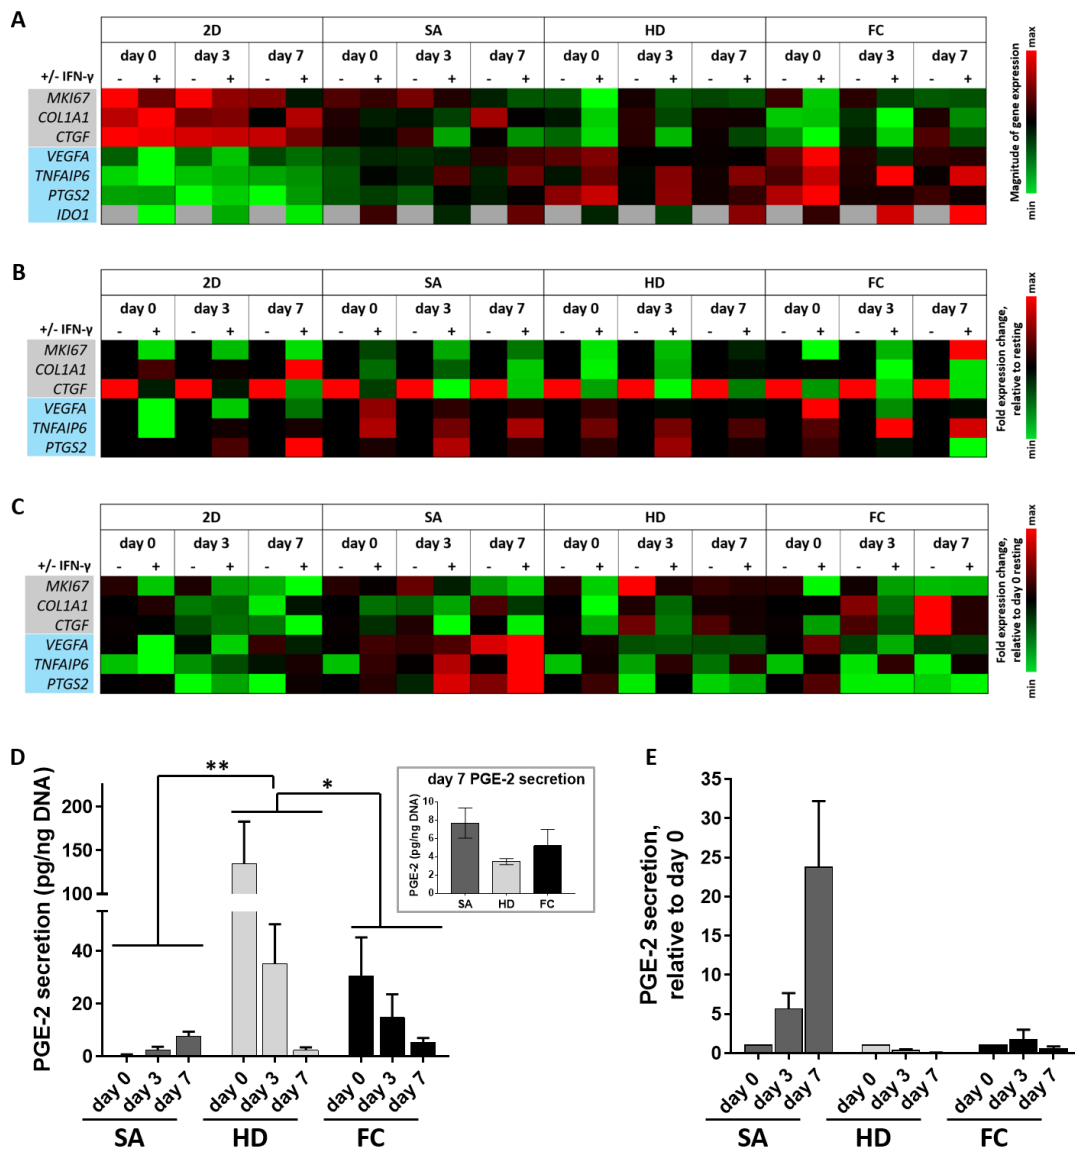 A
2D SA HD FC
day 0 day 3 day 7 day 0 day 3 day 7 day 0 day 3 day 7 day 0 day 3 day 7
+/- IFN-γ - + - + - + - + - + - + - + - + - + - + - + - +
MKI67
COL1A1
CTGF
VEGFA
TNFAIP6
PTGS2
IDO1
max
Magnitude of gene expression
min
B
2D SA HD FC
day 0 day 3 day 7 day 0 day 3 day 7 day 0 day 3 day 7 day 0 day 3 day 7
+/- IFN-γ - + - + - + - + - + - + - + - + - + - + - + - +
MKI67
COL1A1
CTGF
VEGFA
TNFAIP6
PTGS2
max
Fold expression change,
relative to resting
min
C
2D SA HD FC
day 0 day 3 day 7 day 0 day 3 day 7 day 0 day 3 day 7 day 0 day 3 day 7
+/- IFN-γ - + - + - + - + - + - + - + - + - + - + - + - +
MKI67
COL1A1
CTGF
VEGFA
TNFAIP6
PTGS2
max
Fold expression change,
relative to day 0 resting
min
D
PGE-2 secretion (pg/ng DNA)
200
150
100
40
20
0
**
*
day 0 day 3 day 7 day 0 day 3 day 7 day 0 day 3 day 7
SA HD FC
day 7 PGE-2 secretion
PGE-2 (pg/ng DNA)
10
8
6
4
2
0
SA HD FC
E
PGE-2 secretion,
relative to day 0
35
30
25
20
15
10
5
0
day 0 day 3 day 7 day 0 day 3 day 7 day 0 day 3 day 7
SA HD FC